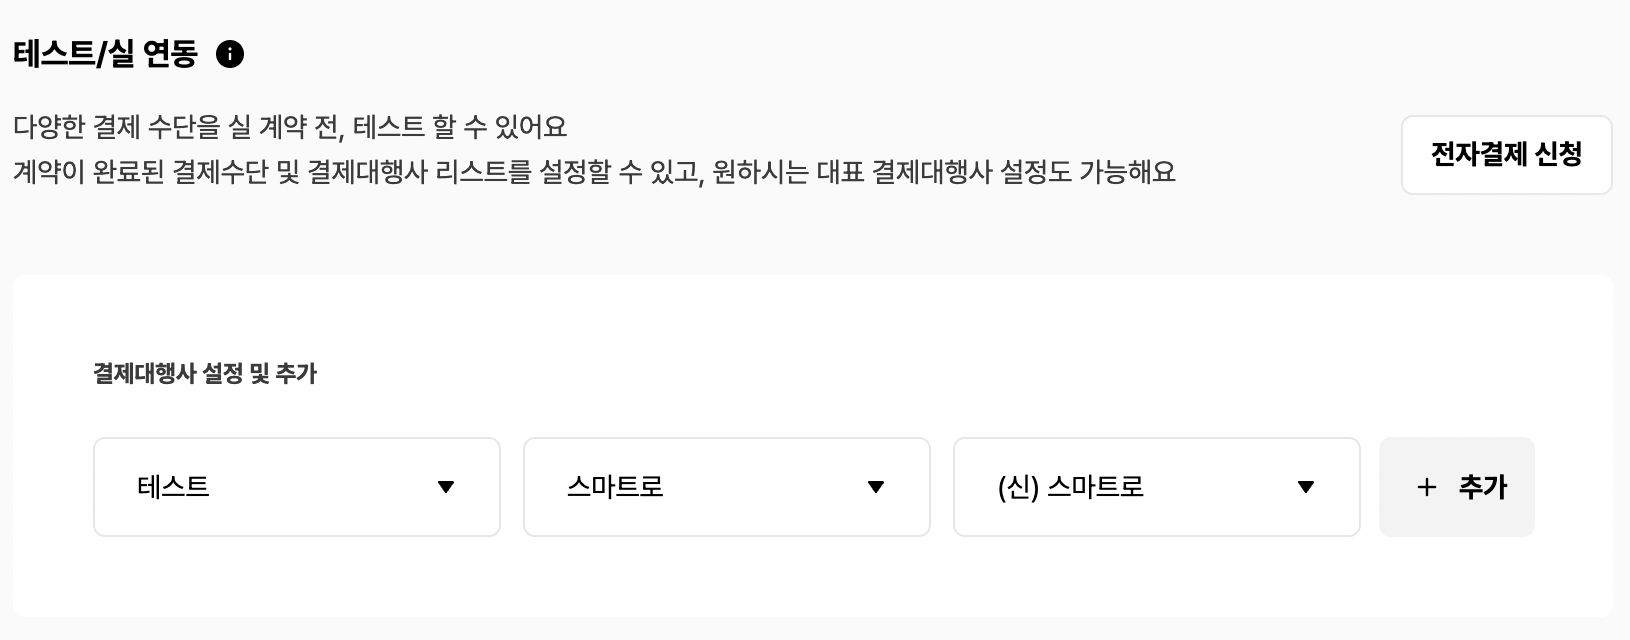 테스트/실 연동
다양한 결제 수단을 실 계약 전, 테스트 할 수 있어요
계약이 완료된 결제수단 및 결제대행사 리스트를 설정할 수 있고, 원하시는 대표 결제대행사 설정도 가능해요
전자결제 신청
결제대행사 설정 및 추가
테스트
스마트로
(신) 스마트로
+ 추가